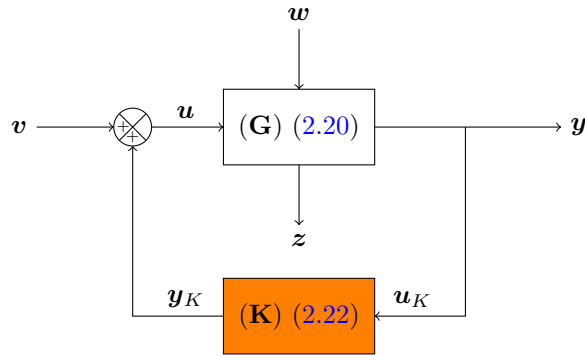 w
v + + u (G) (2.20) y
z
y_K (K) (2.22) u_K